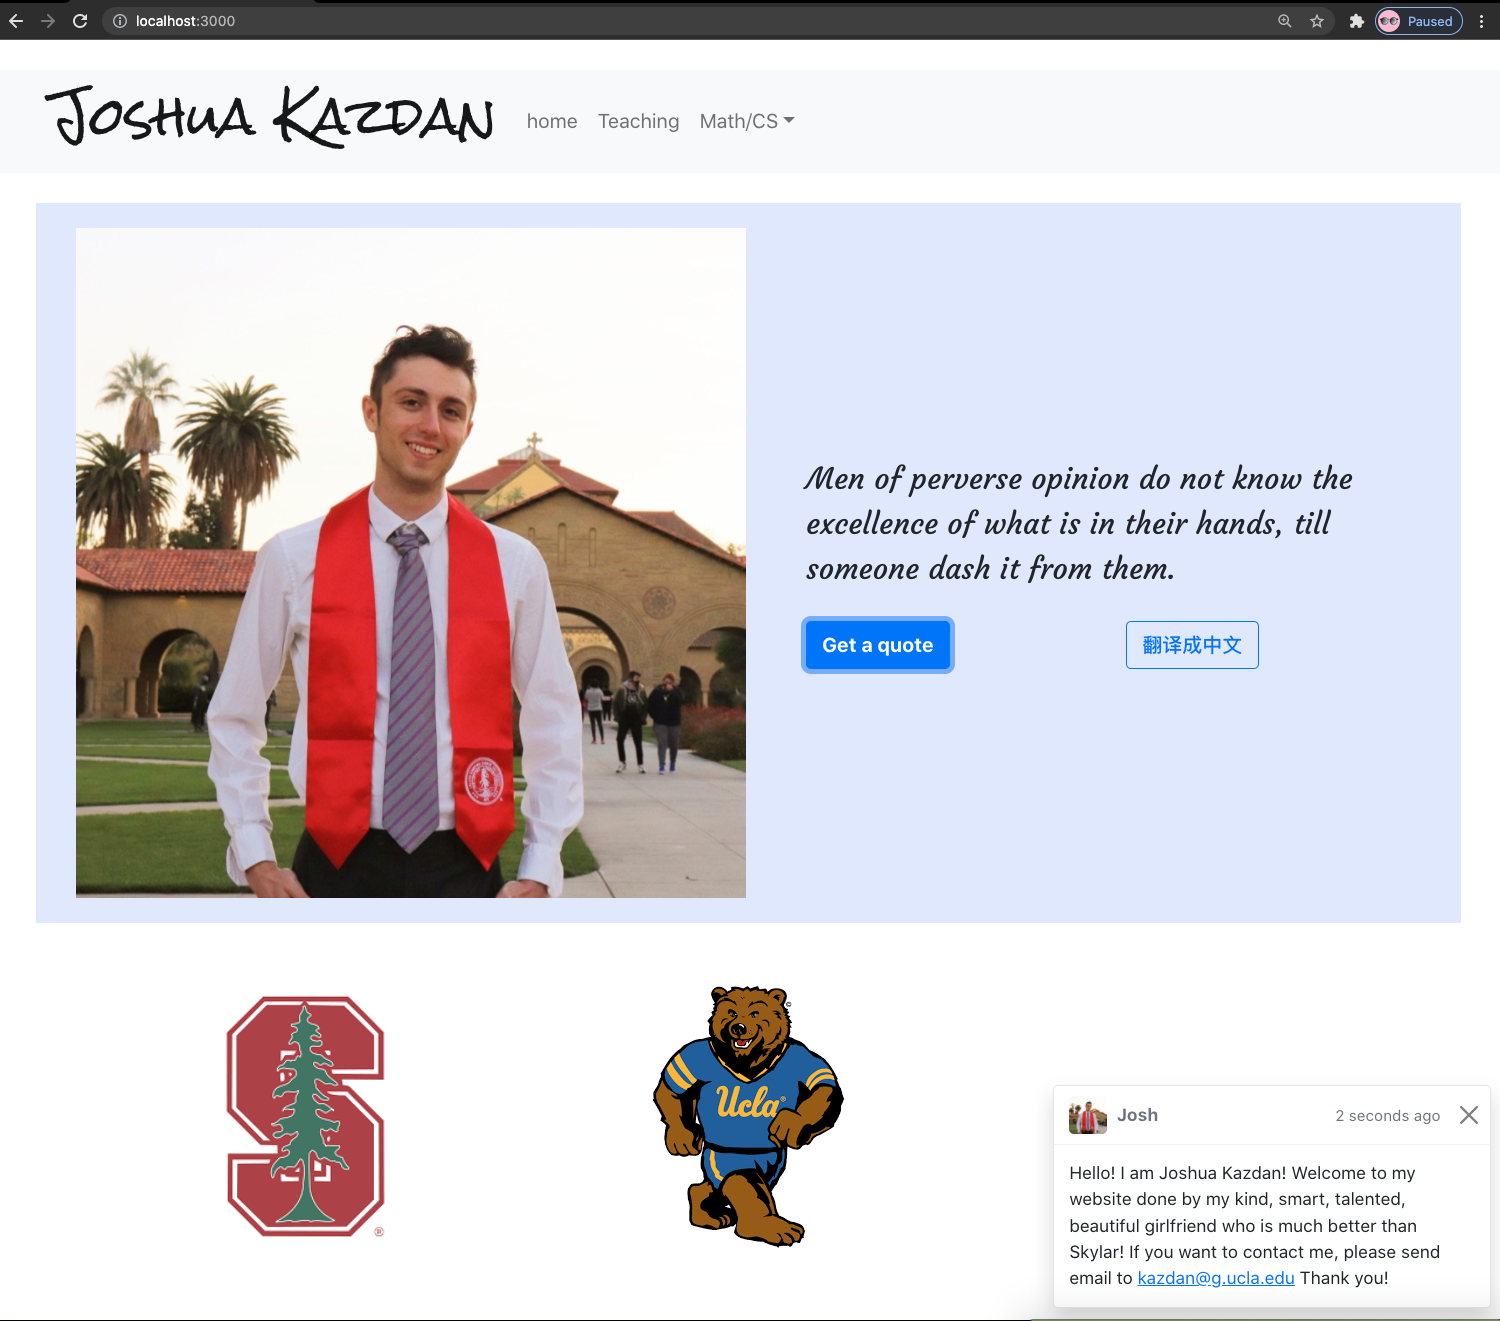 localhost:3000
Paused
Joshua Kazdan
home Teaching Math/CS
Men of perverse opinion do not know the
excellence of what is in their hands, till
someone dash it from them.
Get a quote
翻译成中文
Ucla
Josh
2 seconds ago
Hello! I am Joshua Kazdan! Welcome to my
website done by my kind, smart, talented,
beautiful girlfriend who is much better than
Skylar! If you want to contact me, please send
email to kazdan@g.ucla.edu Thank you!